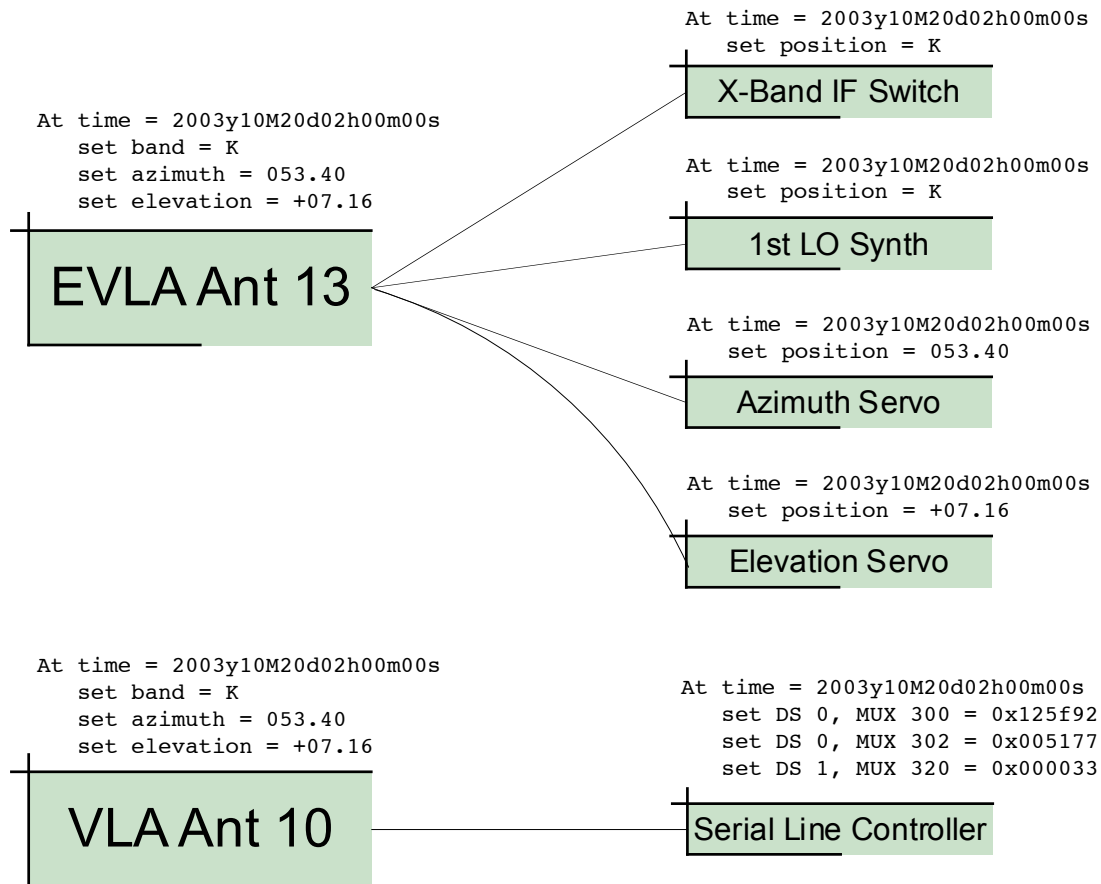 At time = 2003y10M20d02h00m00s
set position = K
X-Band IF Switch
At time = 2003y10M20d02h00m00s
set band = K
set azimuth = 053.40
set elevation = +07.16
EVLA Ant 13
At time = 2003y10M20d02h00m00s
set position = K
1st LO Synth
At time = 2003y10M20d02h00m00s
set position = 053.40
Azimuth Servo
At time = 2003y10M20d02h00m00s
set position = +07.16
Elevation Servo
At time = 2003y10M20d02h00m00s
set band = K
set azimuth = 053.40
set elevation = +07.16
VLA Ant 10
At time = 2003y10M20d02h00m00s
set DS 0, MUX 300 = 0x125f92
set DS 0, MUX 302 = 0x005177
set DS 1, MUX 320 = 0x000033
Serial Line Controller